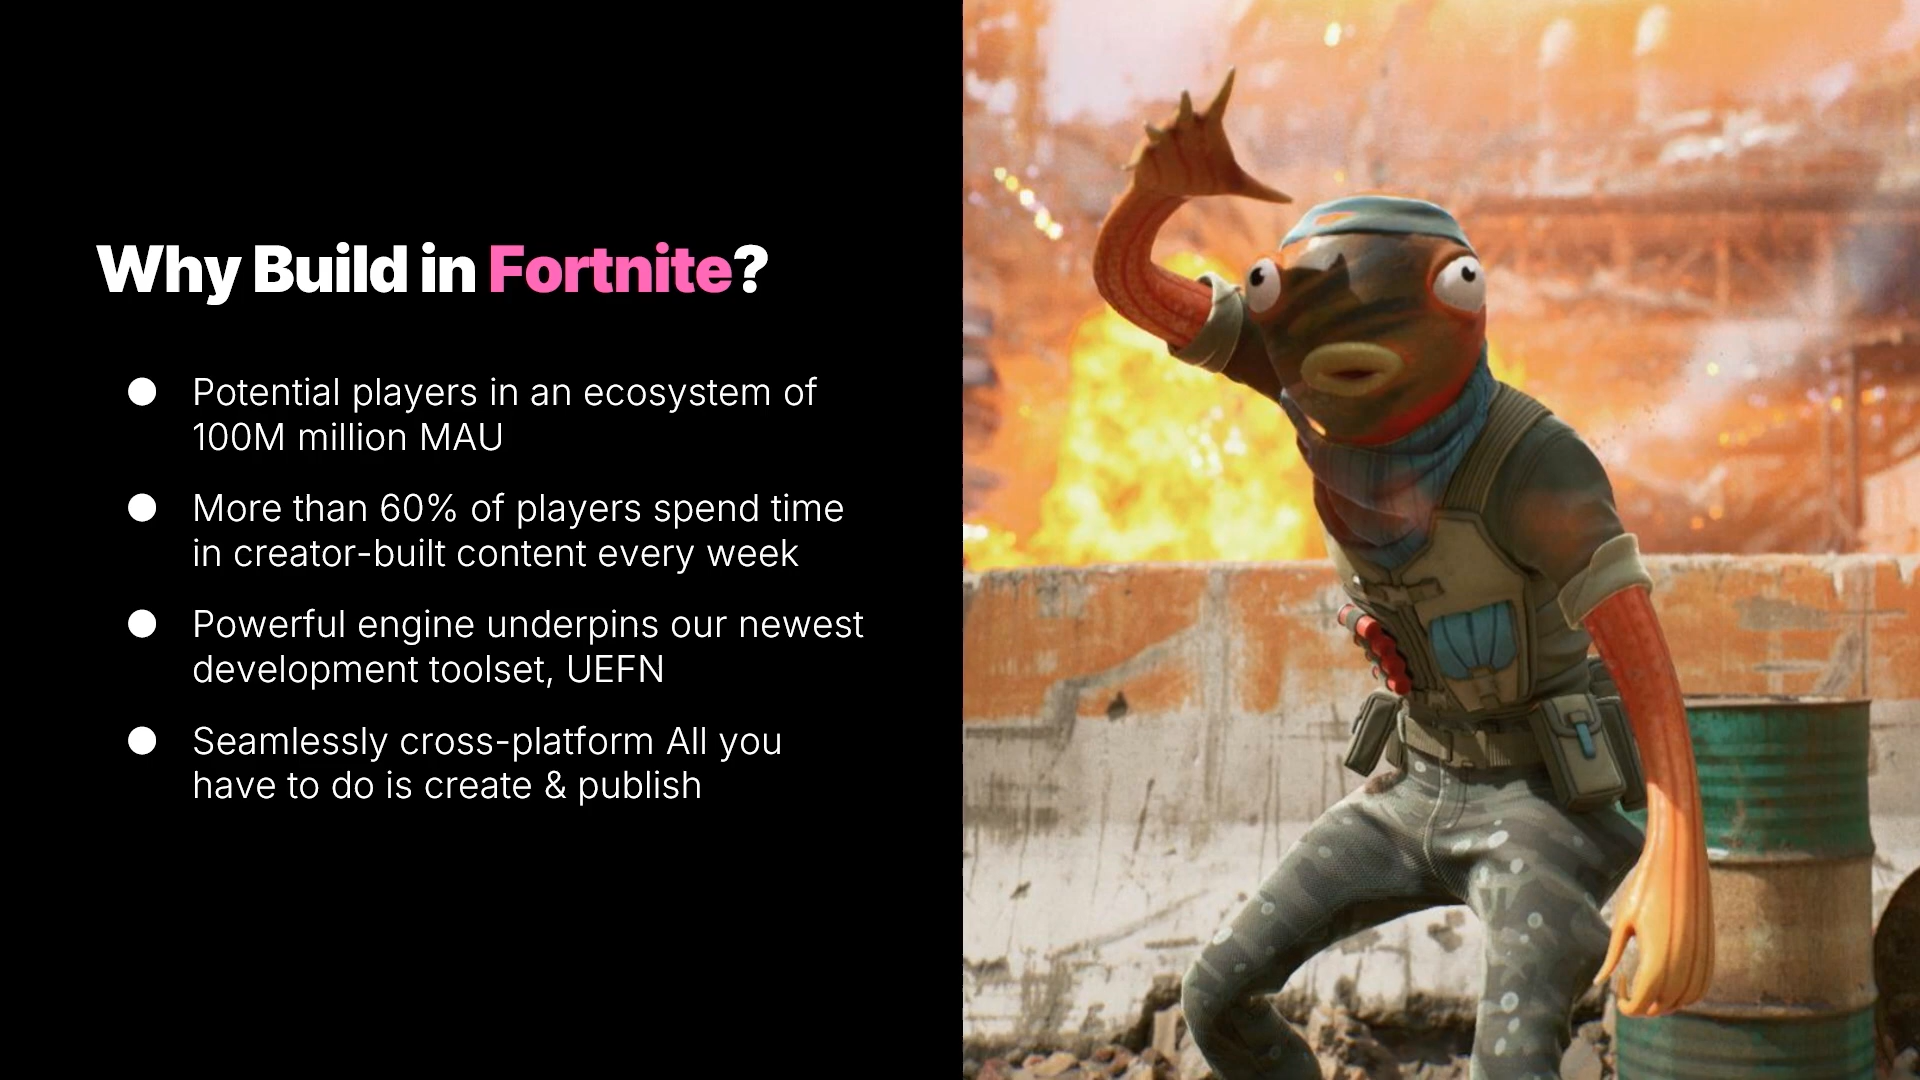 Why Build in Fortnite?
● Potential players in an ecosystem of
100M million MAU
● More than 60% of players spend time
in creator-built content every week
● Powerful engine underpins our newest
development toolset, UEFN
● Seamlessly cross-platform All you
have to do is create & publish